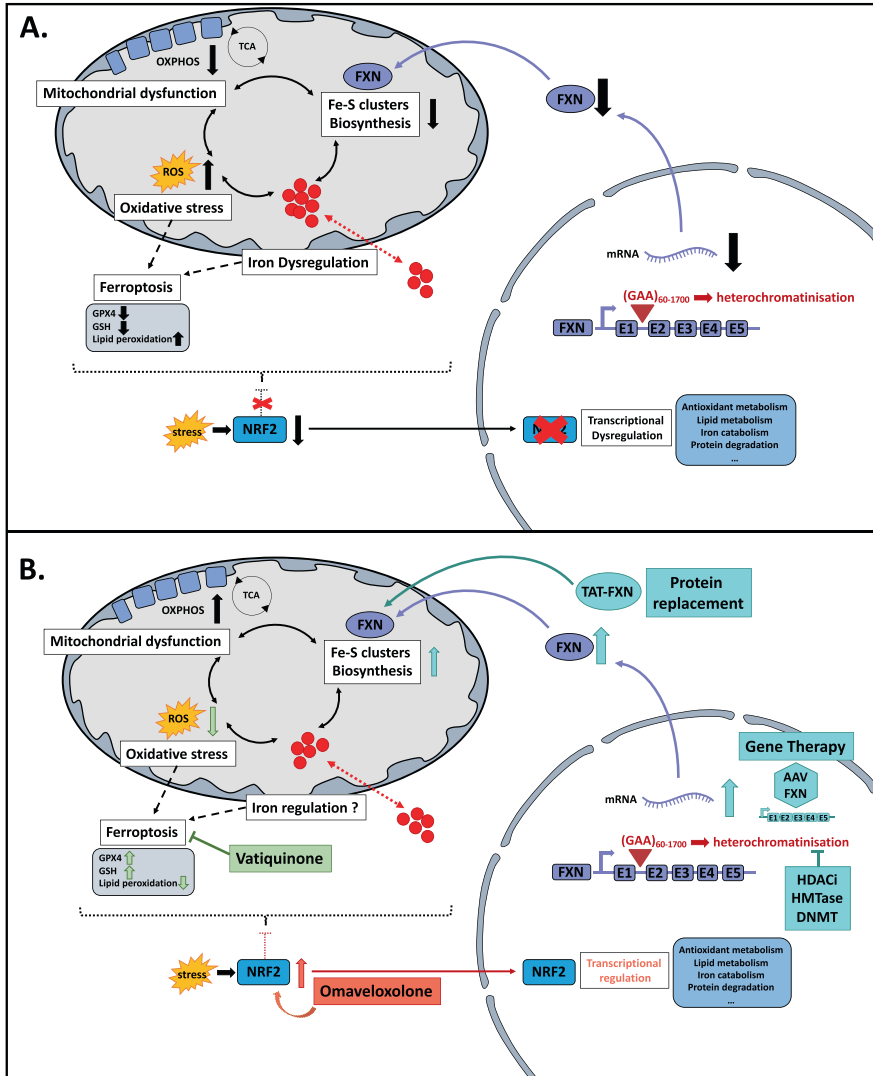 A.
OXPHOS
TCA
FXN
Mitochondrial dysfunction
Fe-S clusters
Biosynthesis
FXN
ROS
Oxidative stress
Iron Dysregulation
mRNA
Ferroptosis
GPX4
GSH
Lipid peroxidation
(GAA)60-1700
heterochromatinisation
FXN
E1
E2
E3
E4
E5
stress
NRF2
Transcriptional
Dysregulation
Antioxidant metabolism
Lipid metabolism
Iron catabolism
Protein degradation
...
B.
OXPHOS
TCA
FXN
Mitochondrial dysfunction
Fe-S clusters
Biosynthesis
TAT-FXN
Protein
replacement
FXN
ROS
Oxidative stress
Iron regulation ?
Gene Therapy
AAV
FXN
E1 E2 E3 E4 E5
mRNA
Ferroptosis
GPX4
GSH
Lipid peroxidation
Vatiquinone
(GAA)60-1700
heterochromatinisation
FXN
E1
E2
E3
E4
E5
HDACi
HMTase
DNMT
stress
NRF2
Omaveloxolone
NRF2
Transcriptional
regulation
Antioxidant metabolism
Lipid metabolism
Iron catabolism
Protein degradation
...